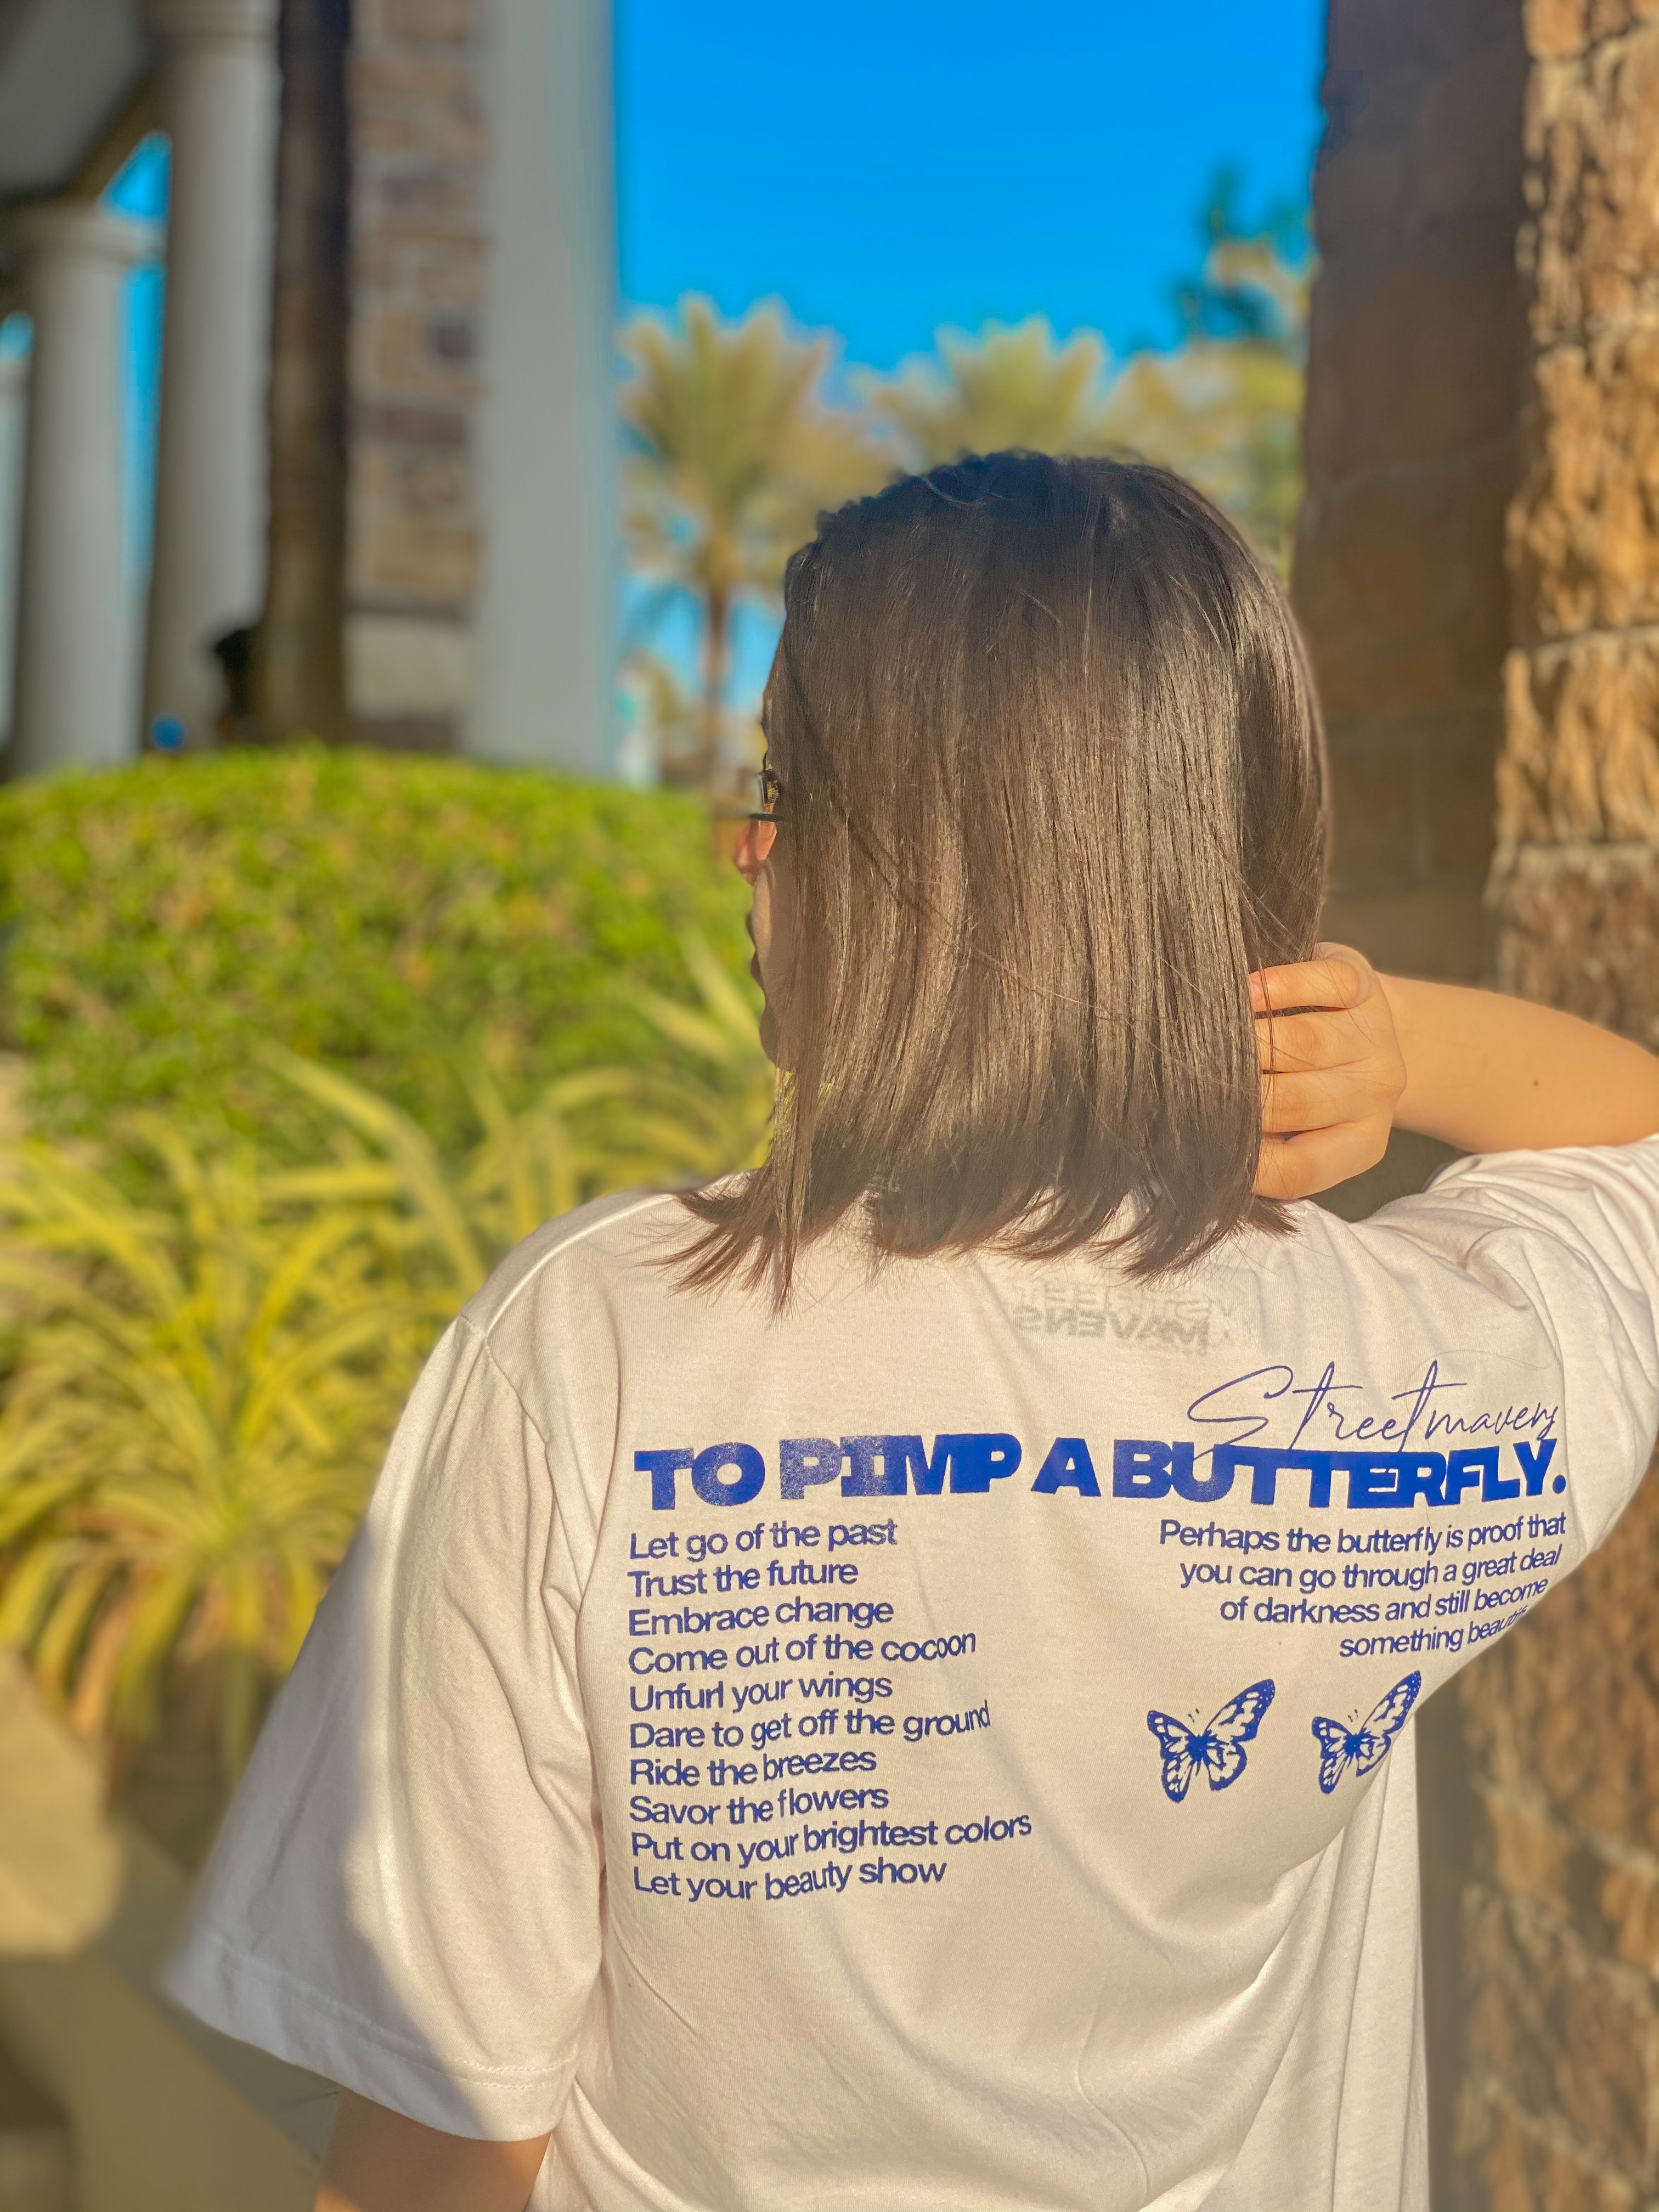 STREET
MAVENS
Streetmavens
TO PIMP A BUTTERFLY.
Let go of the past
Trust the future
Embrace change
Come out of the cocoon
Unfurl your wings
Dare to get off the ground
Ride the breezes
Savor the flowers
Put on your brightest colors
Let your beauty show
Perhaps the butterfly is proof that
you can go through a great deal
of darkness and still become
something